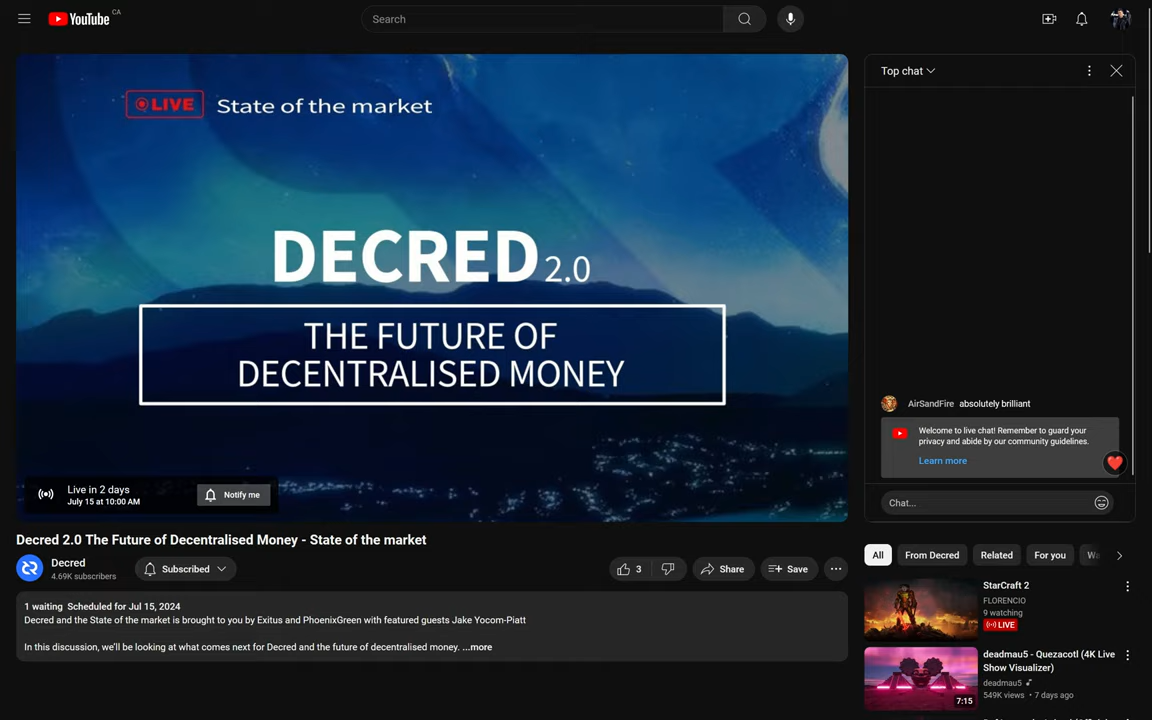 YouTube CA
Search
LIVE State of the market
DECRED 2.0
THE FUTURE OF
DECENTRALISED MONEY
Live in 2 days
July 15 at 10:00 AM
Notify me
Decred 2.0 The Future of Decentralised Money - State of the market
Decred
4.69K subscribers
Subscribed
3
Share
Save
1 waiting Scheduled for Jul 15, 2024
Decred and the State of the market is brought to you by Exitus and PhoenixGreen with featured guests Jake Yocom-Piatt
In this discussion, we'll be looking at what comes next for Decred and the future of decentralised money. ...more
Top chat
AirSandFire absolutely brilliant
Welcome to live chat! Remember to guard your
privacy and abide by our community guidelines.
Learn more
Chat...
All
From Decred
Related
For you
StarCraft 2
FLORENCIO
9 watching
LIVE
deadmau5 - Quezacotl (4K Live
Show Visualizer)
deadmau5
549K views • 7 days ago
7:15